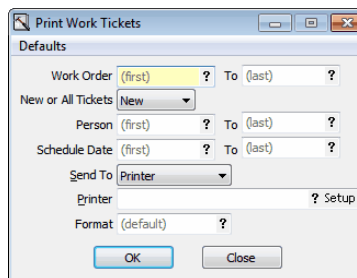 Print Work Tickets
Defaults
Work Order (first) ? To (last) ?
New or All Tickets New
Person (first) ? To (last) ?
Schedule Date (first) ? To (last) ?
Send To Printer
Printer ? Setup
Format (default) ?
OK Close